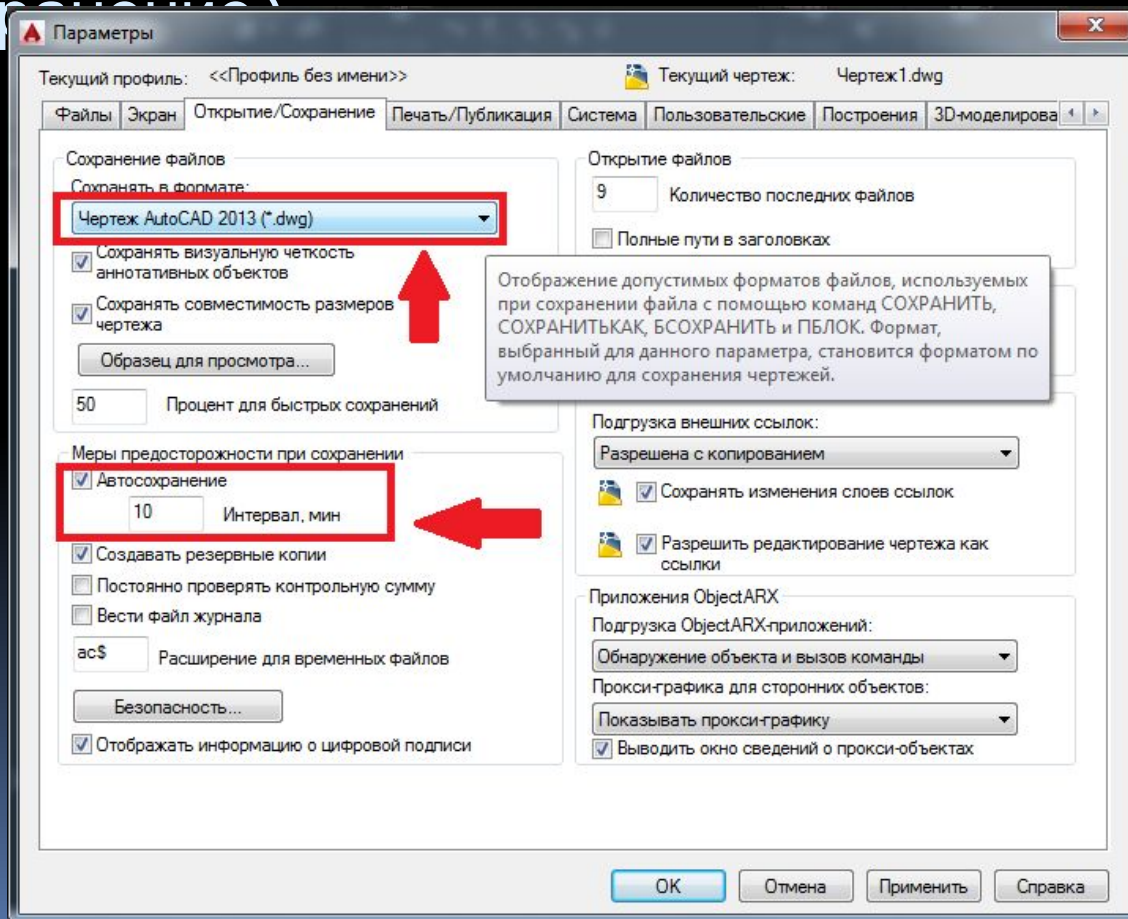 Параметры
Текущий профиль: <<Профиль без имени>>
Текущий чертеж: Чертеж1.dwg
Файлы Экран Открытие/Сохранение Печать/Публикация Система Пользовательские Построения 3D-моделирова
Сохранение файлов
Сохранять в формате:
Чертеж AutoCAD 2013 (*.dwg)
Сохранять визуальную четкость
аннотативных объектов
Сохранять совместимость размеров
чертежа
Образец для просмотра...
50 Процент для быстрых сохранений
Меры предосторожности при сохранении
Автосохранение
10 Интервал, мин
Создавать резервные копии
Постоянно проверять контрольную сумму
Вести файл журнала
ac$ Расширение для временных файлов
Безопасность...
Отображать информацию о цифровой подписи
Открытие файлов
9 Количество последних файлов
Полные пути в заголовках
Отображение допустимых форматов файлов, используемых
при сохранении файла с помощью команд СОХРАНИТЬ,
СОХРАНИТЬКАК, БСОХРАНИТЬ и ПБЛОК. Формат,
выбранный для данного параметра, становится форматом по
умолчанию для сохранения чертежей.
Подгрузка внешних ссылок:
Разрешена с копированием
Сохранять изменения слоев ссылок
Разрешить редактирование чертежа как
ссылки
Приложения ObjectARX
Подгрузка ObjectARX-приложений:
Обнаружение объекта и вызов команды
Прокси-графика для сторонних объектов:
Показывать прокси-графику
Выводить окно сведений о прокси-объектах
OK Отмена Применить Справка